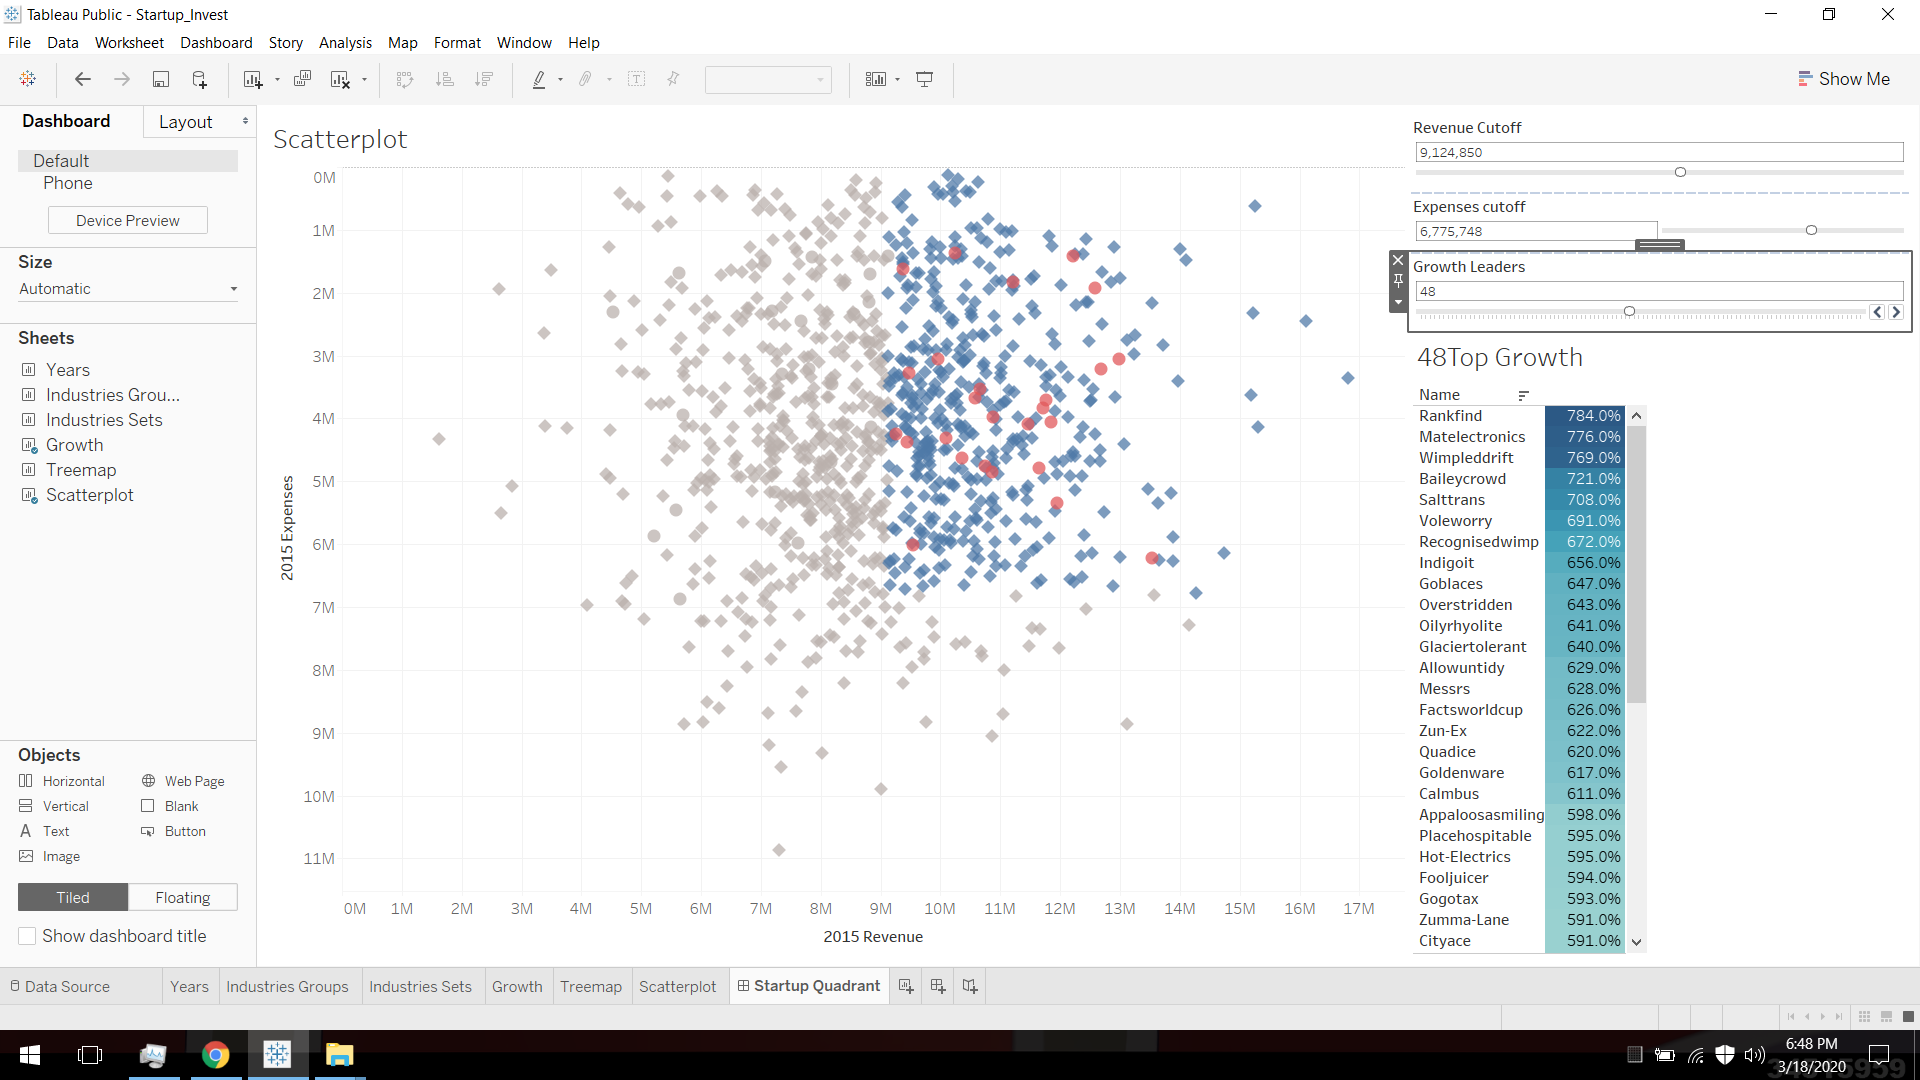 Tableau Public - Startup_Invest
File Data Worksheet Dashboard Story Analysis Map Format Window Help
Show Me
Dashboard Layout
Default
Phone
Device Preview
Size
Automatic
Sheets
Years
Industries Grou...
Industries Sets
Growth
Treemap
Scatterplot
Objects
Horizontal Web Page
Vertical Blank
Text Button
Image
Tiled Floating
Show dashboard title
Scatterplot
0M
1M
2M
3M
4M
5M
6M
7M
8M
9M
10M
11M
2015 Expenses
0M 1M 2M 3M 4M 5M 6M 7M 8M 9M 10M 11M 12M 13M 14M 15M 16M 17M
2015 Revenue
Revenue Cutoff
9,124,850
Expenses cutoff
6,775,748
Growth Leaders
48
48Top Growth
Name
Rankfind 784.0%
Matelectronics 776.0%
Wimpleddrift 769.0%
Baileycrowd 721.0%
Salttrans 708.0%
Voleworry 691.0%
Recognisedwimp 672.0%
Indigoit 656.0%
Goblaces 647.0%
Overstridden 643.0%
Oilyrhyolite 641.0%
Glaciertolerant 640.0%
Allowuntidy 629.0%
Messrs 628.0%
Factsworldcup 626.0%
Zun-Ex 622.0%
Quadice 620.0%
Goldenware 617.0%
Calmbus 611.0%
Appaloosasmiling 598.0%
Placehospitable 595.0%
Hot-Electrics 595.0%
Fooljuicer 594.0%
Gogotax 593.0%
Zumma-Lane 591.0%
Cityace 591.0%
Data Source Years Industries Groups Industries Sets Growth Treemap Scatterplot Startup Quadrant
6:48 PM
3/18/2020